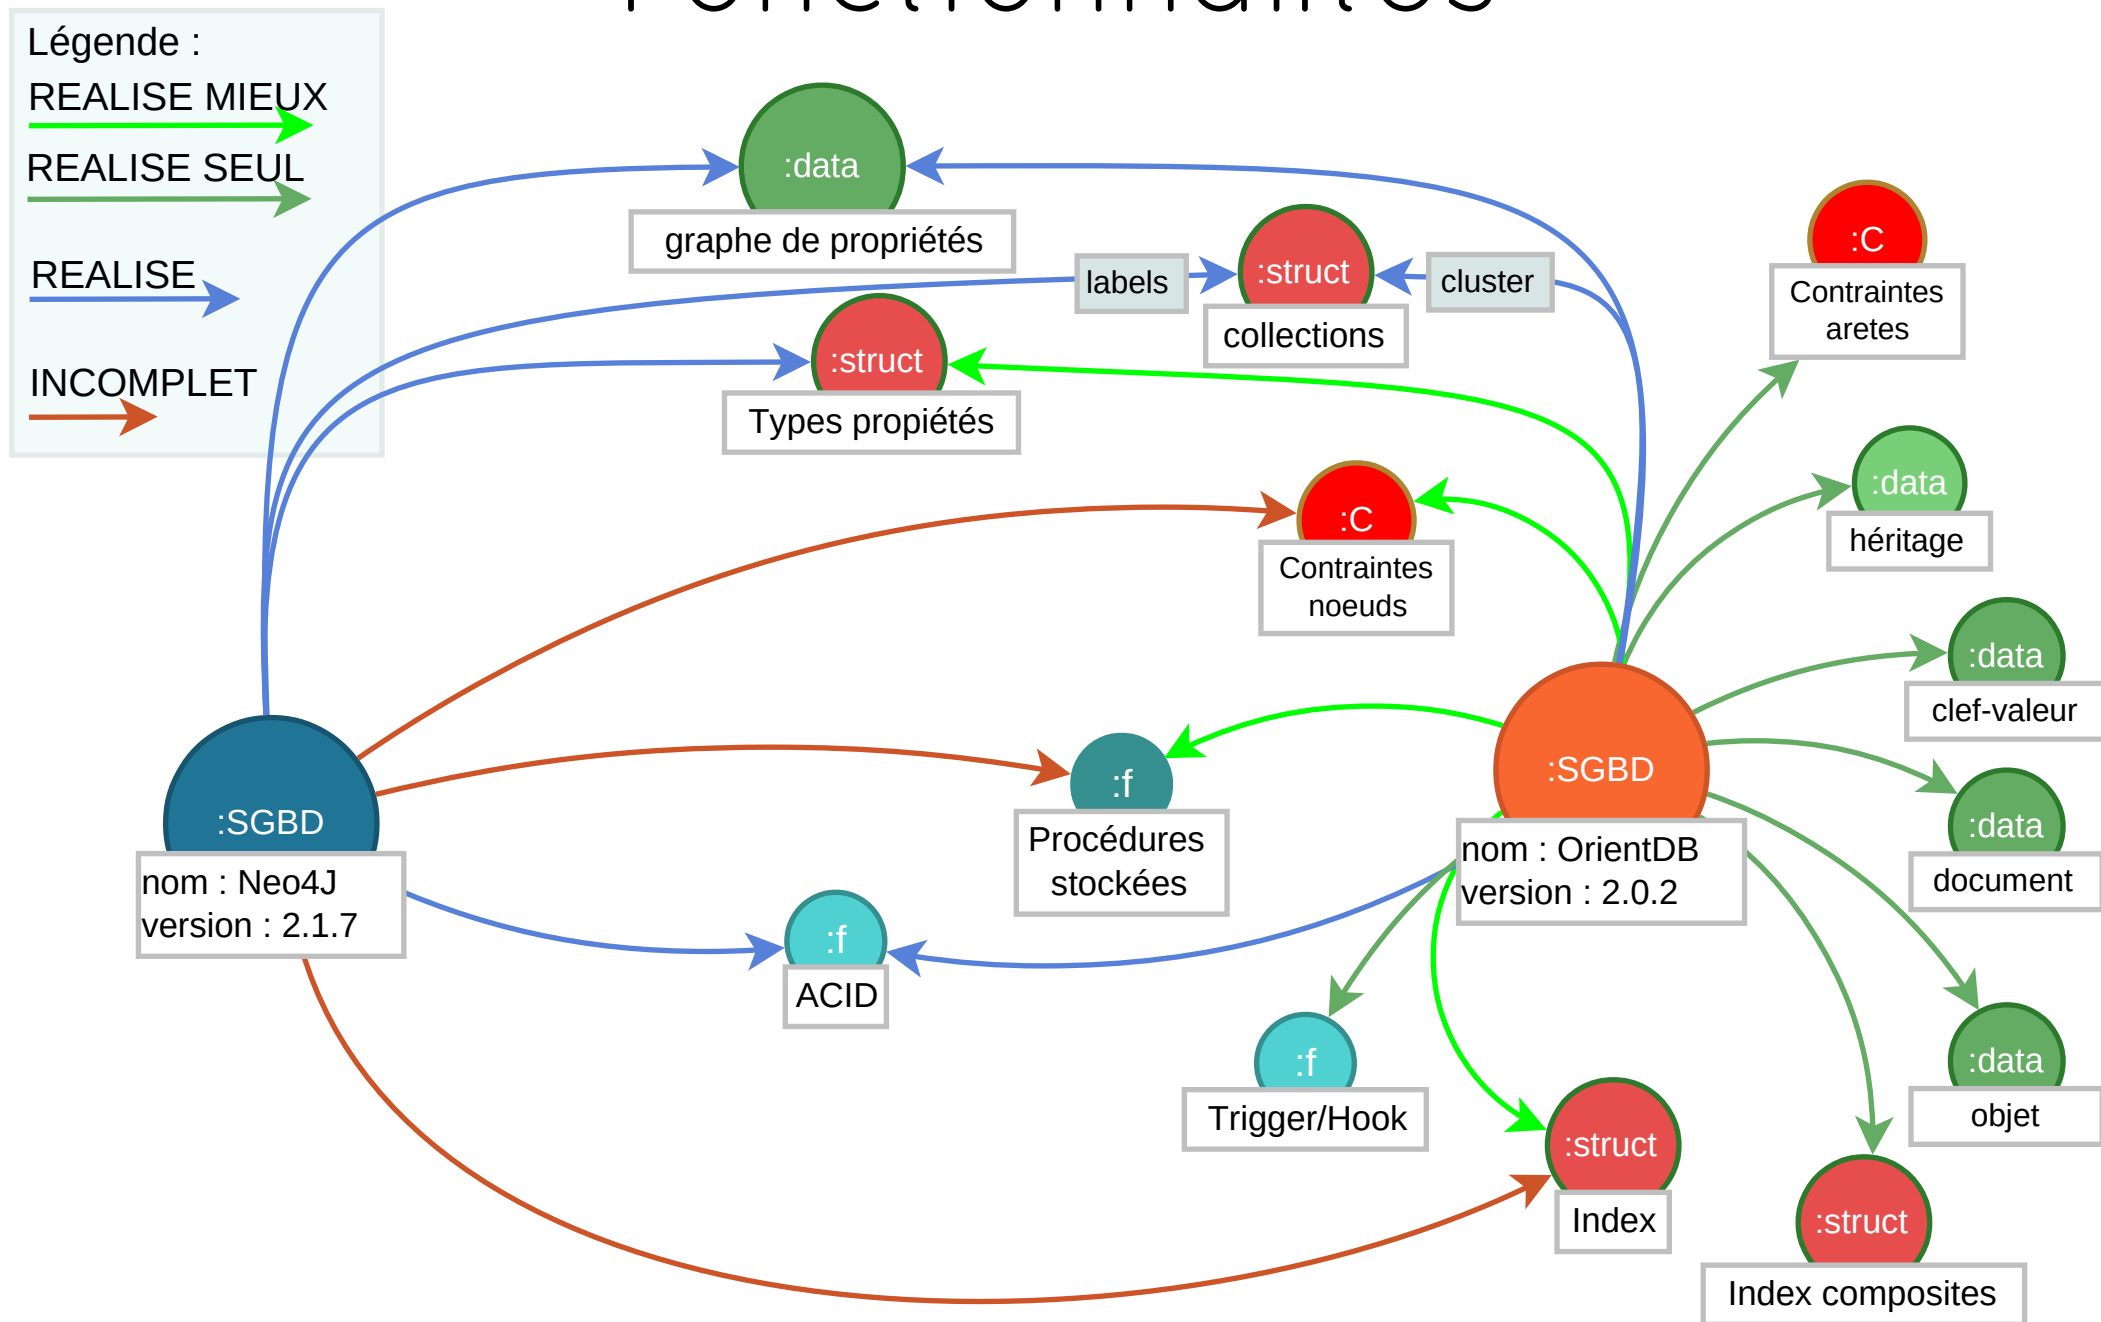 Fonctionnalités
Légende :
REALISE MIEUX
REALISE SEUL
REALISE
INCOMPLET
:data
graphe de propriétés
labels
:struct
collections
cluster
:C
Contraintes
aretes
:struct
Types propiétés
:data
héritage
:C
Contraintes
noeuds
:data
clef-valeur
:SGBD
nom : Neo4J
version : 2.1.7
:f
Procédures
stockées
:SGBD
nom : OrientDB
version : 2.0.2
:data
document
:f
ACID
:f
Trigger/Hook
:data
objet
:struct
Index
:struct
Index composites